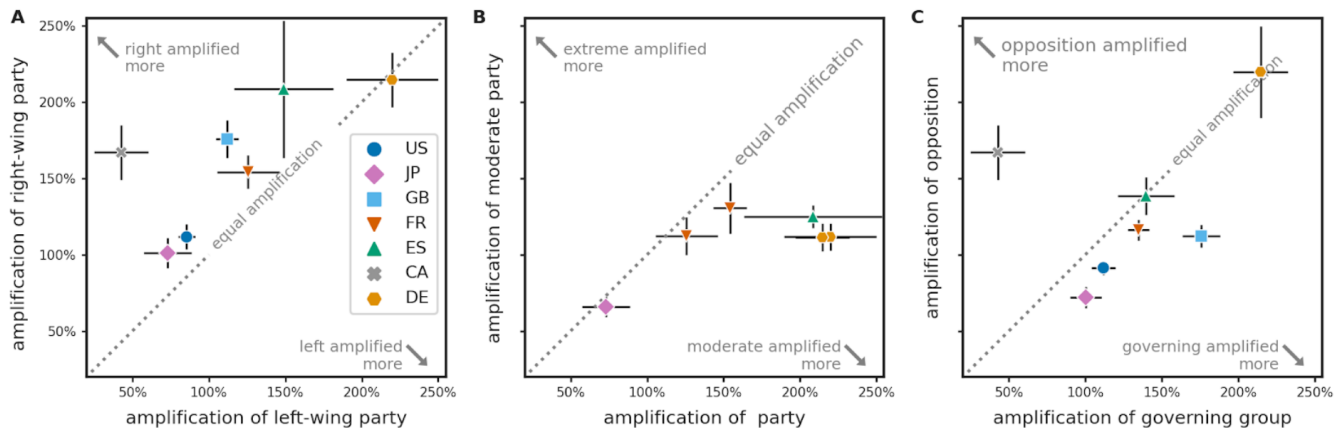 A
250%
200%
150%
100%
50%
amplification of right-wing party
right amplified
more
equal amplification
US
JP
GB
FR
ES
CA
DE
left amplified
more
50%
100%
150%
200%
250%
amplification of left-wing party
B
amplification of moderate party
extreme amplified
more
equal amplification
moderate amplified
more
50%
100%
150%
200%
250%
amplification of party
C
amplification of opposition
opposition amplified
more
equal amplification
governing amplified
more
50%
100%
150%
200%
250%
amplification of governing group